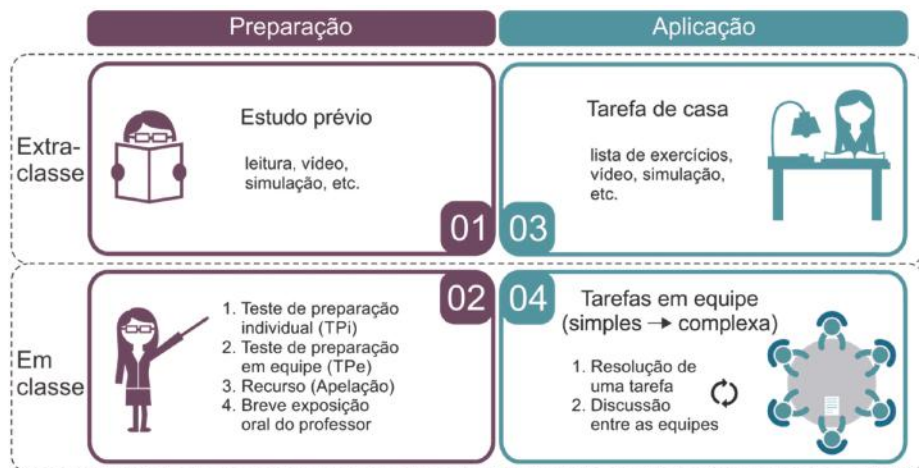 Preparação
Aplicação
Extra-
classe
Estudo prévio
leitura, vídeo,
simulação, etc.
01
Tarefa de casa
lista de exercícios,
vídeo, simulação,
etc.
03
Em
classe
1. Teste de preparação
individual (TPi)
2. Teste de preparação
em equipe (TPe)
3. Recurso (Apelação)
4. Breve exposição
oral do professor
02
04
Tarefas em equipe
(simples → complexa)
1. Resolução de
uma tarefa
2. Discussão
entre as equipes